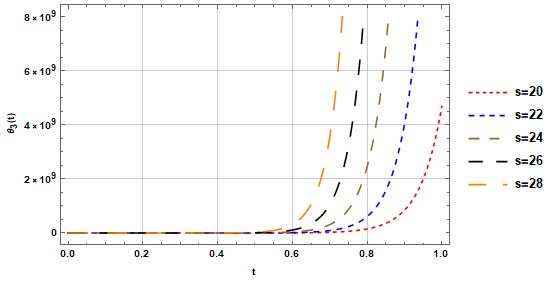 8×10⁹
6×10⁹
4×10⁹
2×10⁹
0
θ₃(t)
0.0 0.2 0.4 0.6 0.8 1.0
t
s=20
s=22
s=24
s=26
s=28